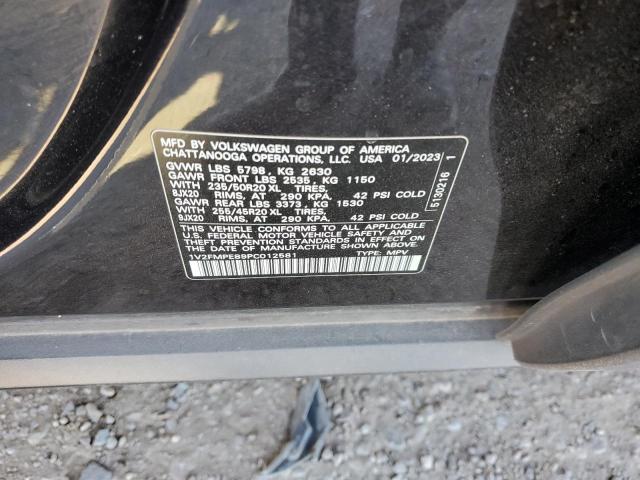 MFD BY VOLKSWAGEN GROUP OF AMERICA
CHATTANOOGA OPERATIONS, LLC. USA 01/2023
GVWR LBS 5798, KG 2630
GAWR FRONT LBS 2535, KG 1150
WITH 235/50R20 XL TIRES,
8JX20 RIMS, AT 290 KPA. 42 PSI COLD
GAWR REAR LBS 3373, KG 1530
WITH 255/45R20 XL TIRES,
9JX20 RIMS, AT 290 KPA. 42 PSI COLD
THIS VEHICLE CONFORMS TO ALL APPLICABLE
U.S. FEDERAL MOTOR VEHICLE SAFETY AND
THEFT PREVENTION STANDARDS IN EFFECT ON
THE DATE OF MANUFACTURE SHOWN ABOVE.
1V2FMPE89PC012581 TYPE: MPV
5130216 1